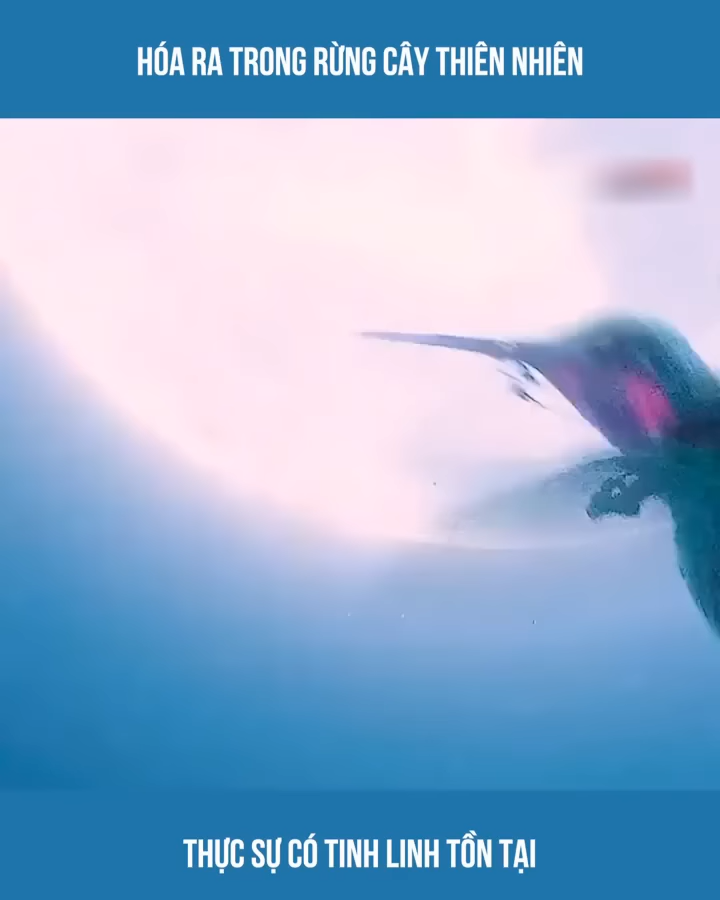 HÓA RA TRONG RỪNG CÂY THIÊN NHIÊN
THỰC SỰ CÓ TINH LINH TỒN TẠI